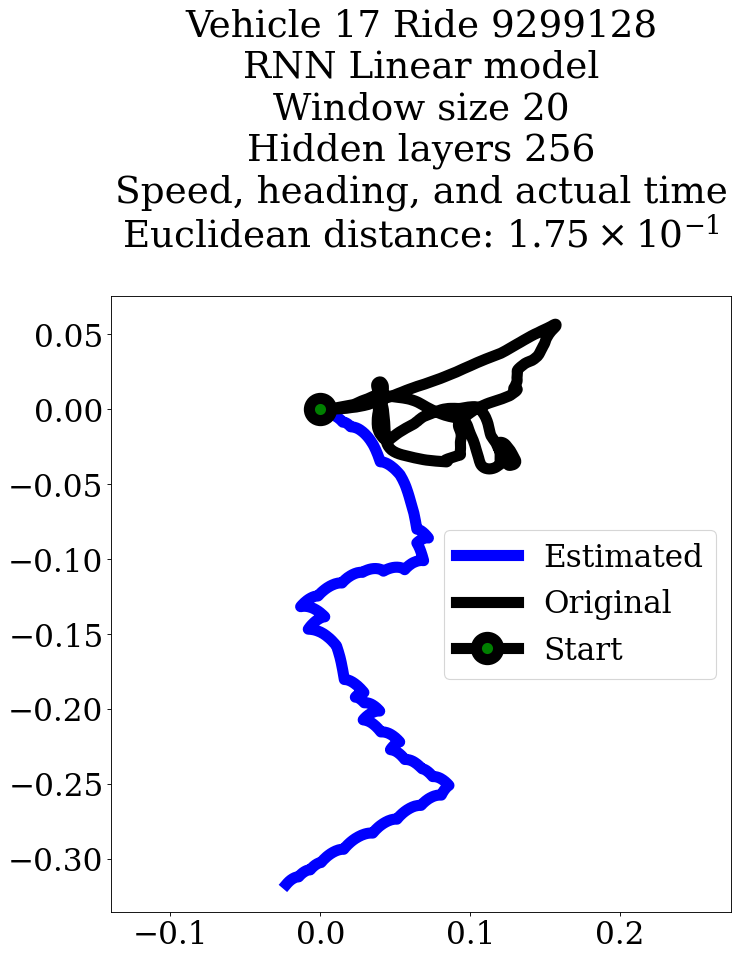 Vehicle 17 Ride 9299128
RNN Linear model
Window size 20
Hidden layers 256
Speed, heading, and actual time
Euclidean distance: 1.75 × 10⁻¹
0.05
0.00
−0.05
−0.10
−0.15
−0.20
−0.25
−0.30
Estimated
Original
Start
−0.1 0.0 0.1 0.2